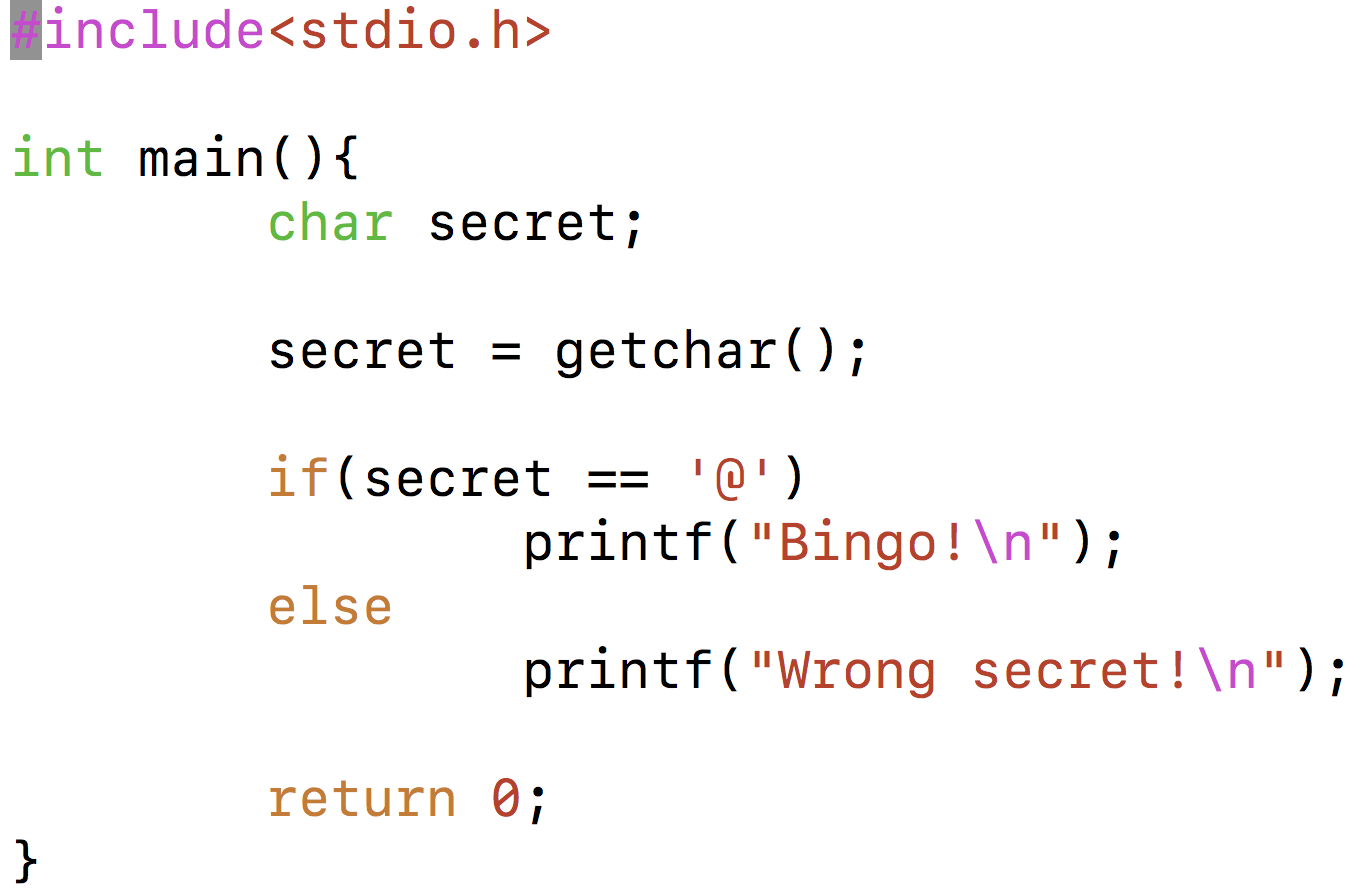 #include<stdio.h>
int main(){
char secret;
secret = getchar();
if(secret == '@')
printf("Bingo!\n");
else
printf("Wrong secret!\n");
return 0;
}